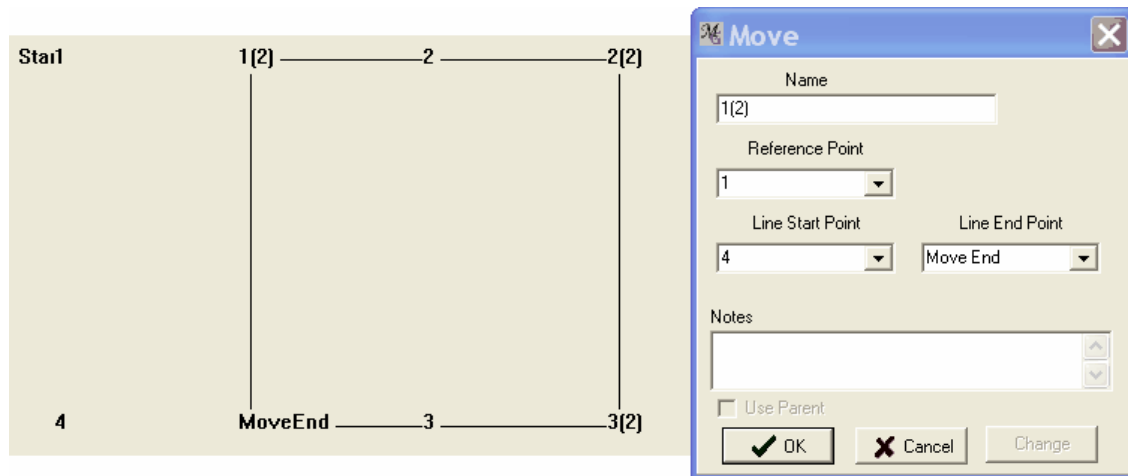 Star1
1(2) 2 2(2)
4 MoveEnd 3 3(2)
Move
Name
1(2)
Reference Point
1
Line Start Point
Line End Point
4
Move End
Notes
Use Parent
OK
Cancel
Change